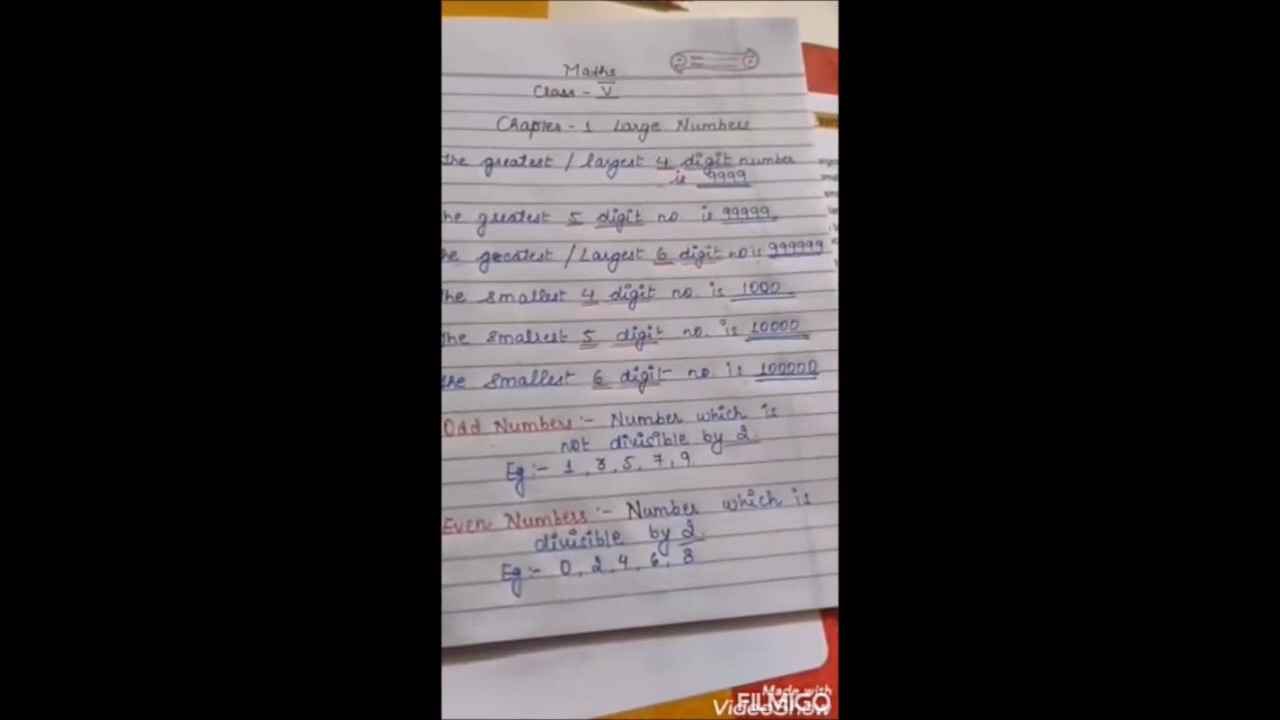 Maths
Class - V
Chapter - 1 Large Numbers
the greatest / largest 4 digit number
is 9999
he greatest 5 digit no. is 99999
he greatest / Largest 6 digit no is 999999
the smallest 4 digit no. is 1000
the smallest 5 digit no. is 10000
the smallest 6 digit no. is 100000
Odd Numbers :- Number which is
not divisible by 2.
Eg :- 1, 3, 5, 7, 9
Even Numbers :- Number which is
divisible by 2.
Eg :- 0, 2, 4, 6, 8
Made with
FILMIGO
VideoShow